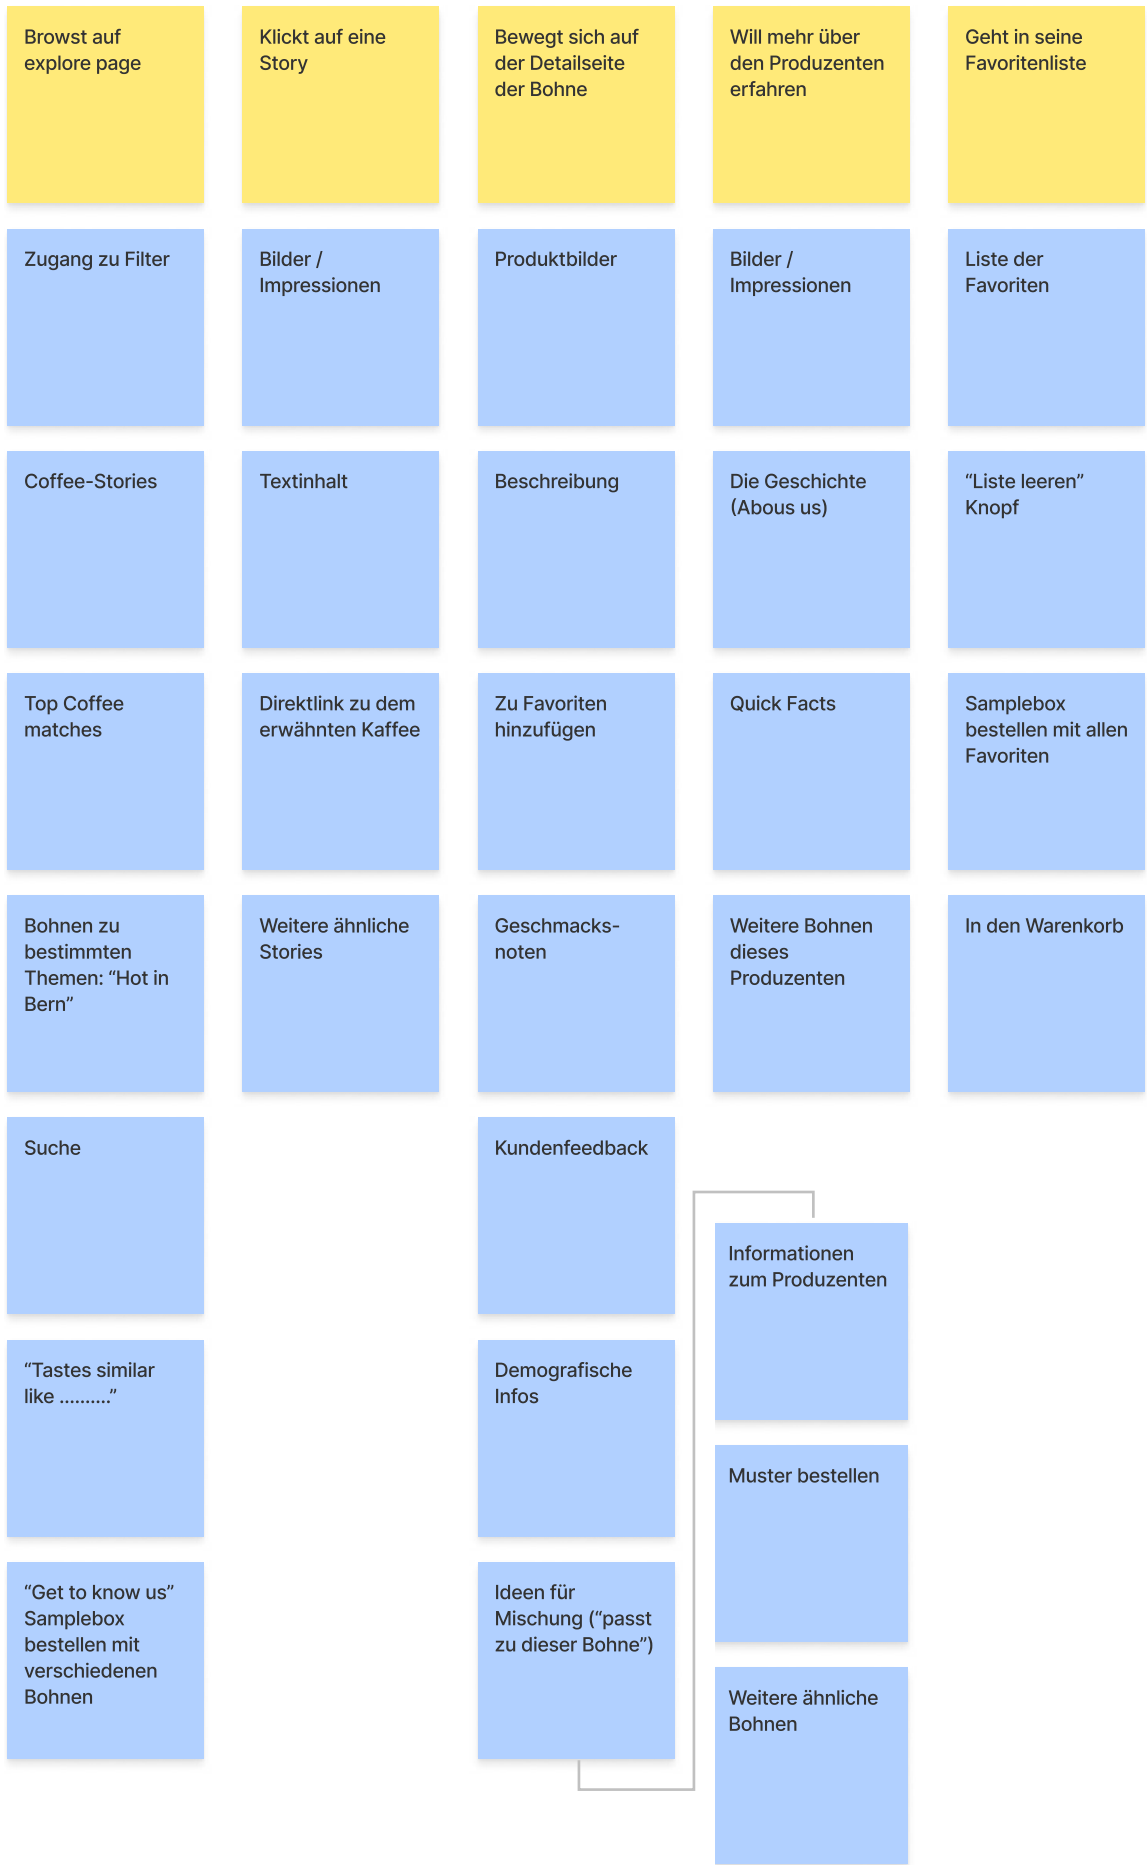 Browst auf
explore page
Klickt auf eine
Story
Bewegt sich auf
der Detailseite
der Bohne
Will mehr über
den Produzenten
erfahren
Geht in seine
Favoritenliste
Zugang zu Filter
Bilder /
Impressionen
Produktbilder
Bilder /
Impressionen
Liste der
Favoriten
Coffee-Stories
Textinhalt
Beschreibung
Die Geschichte
(Abous us)
“Liste leeren”
Knopf
Top Coffee
matches
Direktlink zu dem
erwähnten Kaffee
Zu Favoriten
hinzufügen
Quick Facts
Samplebox
bestellen mit allen
Favoriten
Bohnen zu
bestimmten
Themen: “Hot in
Bern”
Weitere ähnliche
Stories
Geschmacks-
noten
Weitere Bohnen
dieses
Produzenten
In den Warenkorb
Suche
Kundenfeedback
Informationen
zum Produzenten
“Tastes similar
like ..........”
Demografische
Infos
Muster bestellen
“Get to know us”
Samplebox
bestellen mit
verschiedenen
Bohnen
Ideen für
Mischung (“passt
zu dieser Bohne”)
Weitere ähnliche
Bohnen